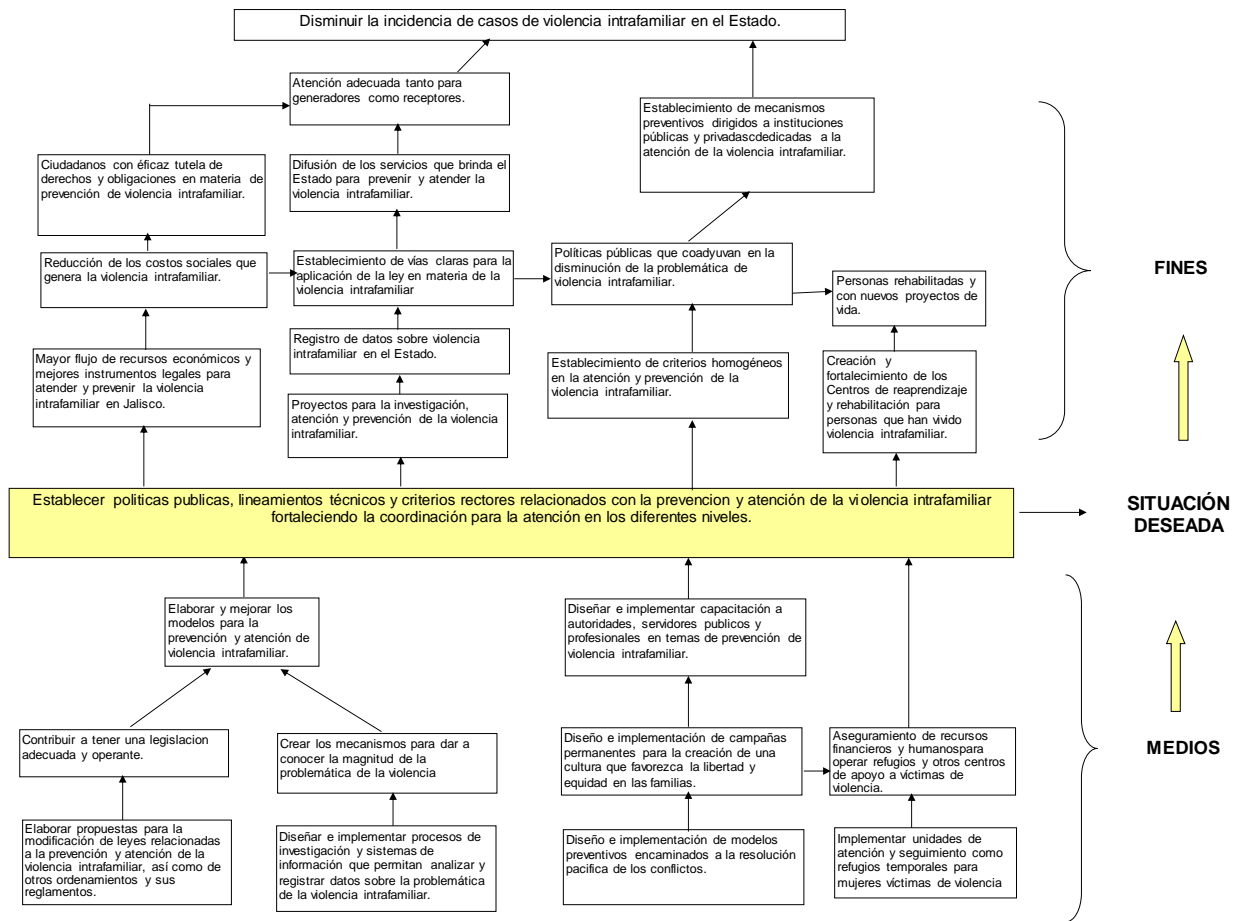 Disminuir la incidencia de casos de violencia intrafamiliar en el Estado.
Atención adecuada tanto para
generadores como receptores.
Establecimiento de mecanismos
preventivos dirigidos a instituciones
públicas y privadascdedicadas a la
atención de la violencia intrafamiliar.
Ciudadanos con éficaz tutela de
derechos y obligaciones en materia de
prevención de violencia intrafamiliar.
Difusión de los servicios que brinda el
Estado para prevenir y atender la
violencia intrafamiliar.
Reducción de los costos sociales que
genera la violencia intrafamiliar.
Establecimiento de vías claras para la
aplicación de la ley en materia de la
violencia intrafamiliar
Políticas públicas que coadyuvan en la
disminución de la problemática de
violencia intrafamiliar.
Personas rehabilitadas y
con nuevos proyectos de
vida.
FINES
Registro de datos sobre violencia
intrafamiliar en el Estado.
Mayor flujo de recursos económicos y
mejores instrumentos legales para
atender y prevenir la violencia
intrafamiliar en Jalisco.
Establecimiento de criterios homogéneos
en la atención y prevención de la
violencia intrafamiliar.
Creación y
fortalecimiento de los
Centros de reaprendizaje
y rehabilitación para
personas que han vivido
violencia intrafamiliar.
Proyectos para la investigación,
atención y prevención de la violencia
intrafamiliar.
Establecer politicas publicas, lineamientos técnicos y criterios rectores relacionados con la prevencion y atención de la violencia intrafamiliar
fortaleciendo la coordinación para la atención en los diferentes niveles.
SITUACIÓN
DESEADA
Elaborar y mejorar los
modelos para la
prevención y atención de
violencia intrafamiliar.
Diseñar e implementar capacitación a
autoridades, servidores publicos y
profesionales en temas de prevención de
violencia intrafamiliar.
Contribuir a tener una legislacion
adecuada y operante.
Crear los mecanismos para dar a
conocer la magnitud de la
problemática de la violencia
Diseño e implementación de campañas
permanentes para la creación de una
cultura que favorezca la libertad y
equidad en las familias.
Aseguramiento de recursos
financieros y humanospara
operar refugios y otros centros
de apoyo a víctimas de
violencia.
MEDIOS
Elaborar propuestas para la
modificación de leyes relacionadas
a la prevención y atención de la
violencia intrafamiliar, así como de
otros ordenamientos y sus
reglamentos.
Diseñar e implementar procesos de
investigación y sistemas de
información que permitan analizar y
registrar datos sobre la problemática
de la violencia intrafamiliar.
Diseño e implementación de modelos
preventivos encaminados a la resolución
pacifica de los conflictos.
Implementar unidades de
atención y seguimiento como
refugios temporales para
mujeres víctimas de violencia